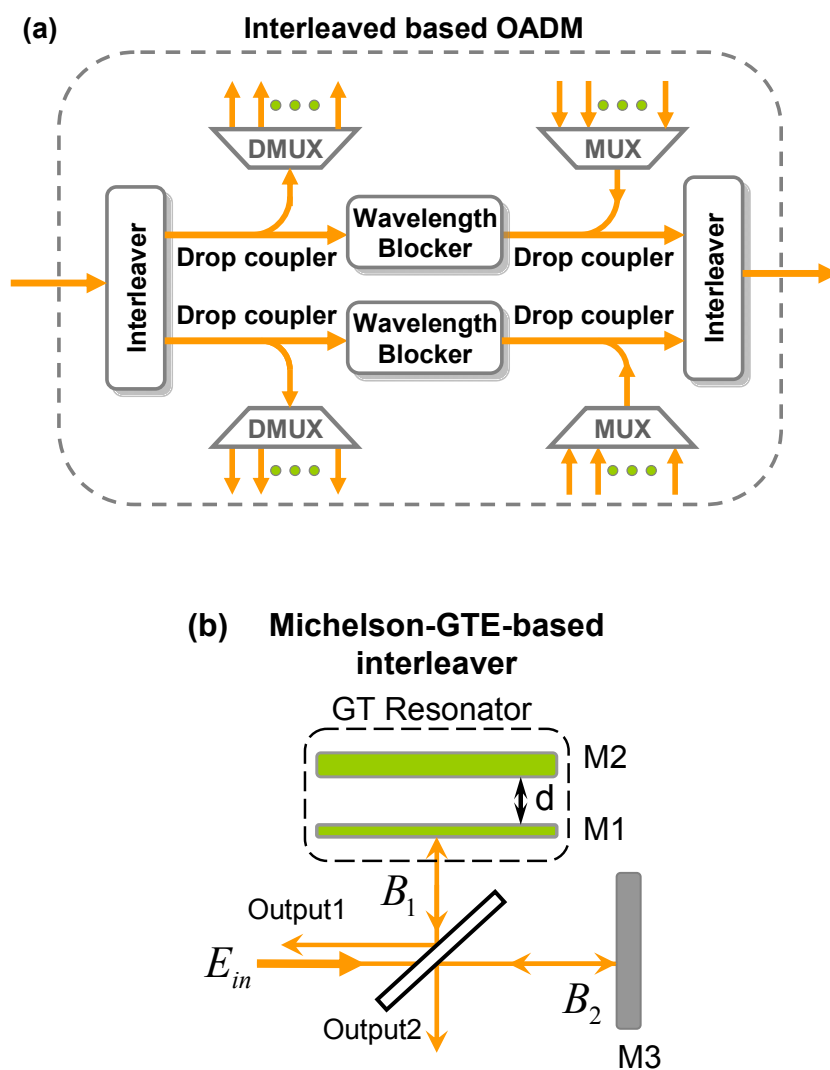 (a)
Interleaved based OADM
DMUX
MUX
Interleaver
Wavelength
Blocker
Drop coupler
Drop coupler
Interleaver
Drop coupler
Wavelength
Blocker
Drop coupler
DMUX
MUX
(b)
Michelson-GTE-based
interleaver
GT Resonator
M2
d
M1
B1
Output1
Ein
B2
Output2
M3